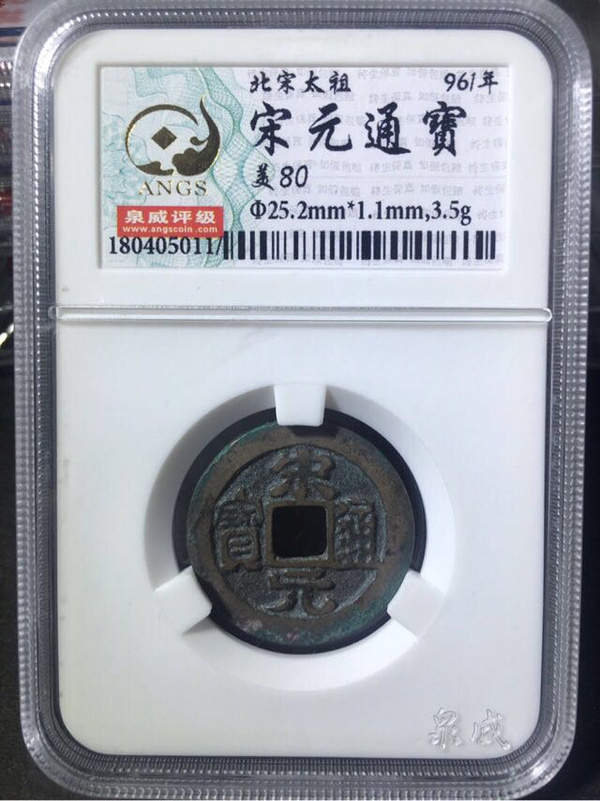 北宋太祖 961年
宋元通寶
美80
ANGS
泉威评级
www.angscoin.com
Φ25.2mm*1.1mm,3.5g
180405011/
宋
寶 通
元
泉威